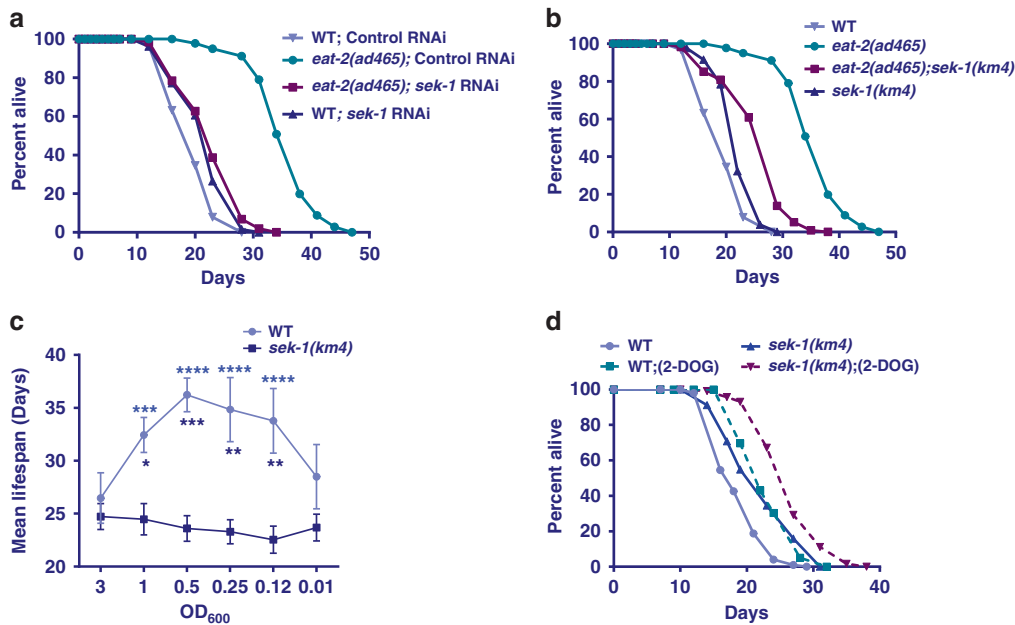 a
WT; Control RNAi
eat-2(ad465); Control RNAi
eat-2(ad465); sek-1 RNAi
WT; sek-1 RNAi
Percent alive
100
80
60
40
20
0
0 10 20 30 40 50
Days
b
WT
eat-2(ad465)
eat-2(ad465);sek-1(km4)
sek-1(km4)
Percent alive
100
80
60
40
20
0
0 10 20 30 40 50
Days
c
WT
sek-1(km4)
Mean lifespan (Days)
40
35
30
25
20
*** **** **** ****
* *** ** **
3 1 0.5 0.25 0.12 0.01
OD600
d
WT
WT;(2-DOG)
sek-1(km4)
sek-1(km4);(2-DOG)
Percent alive
100
80
60
40
20
0
0 10 20 30 40
Days